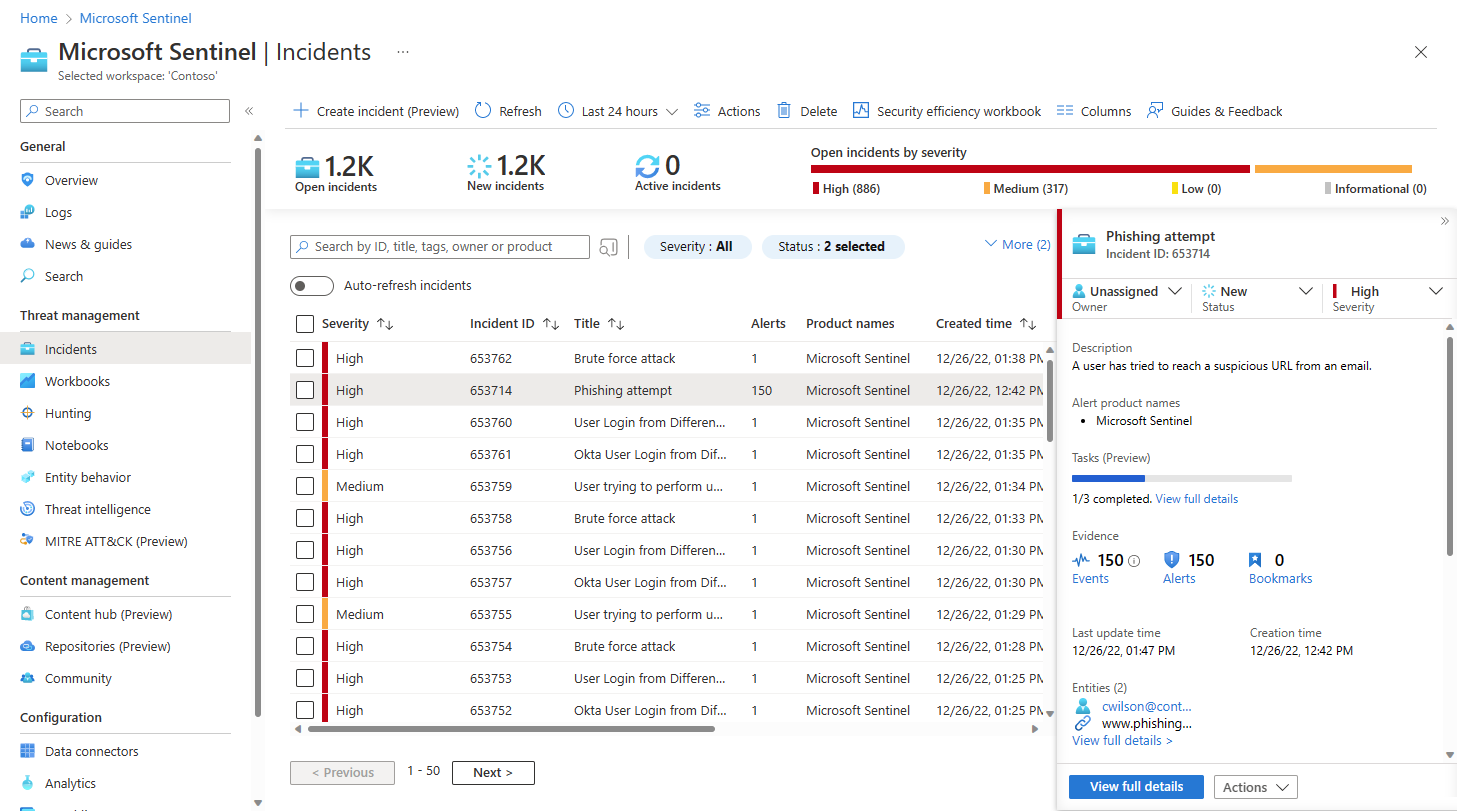 Home > Microsoft Sentinel
Microsoft Sentinel | Incidents ...
Selected workspace: 'Contoso'
Search «
General
Overview
Logs
News & guides
Search
Threat management
Incidents
Workbooks
Hunting
Notebooks
Entity behavior
Threat intelligence
MITRE ATT&CK (Preview)
Content management
Content hub (Preview)
Repositories (Preview)
Community
Configuration
Data connectors
Analytics
Create incident (Preview) Refresh Last 24 hours Actions Delete Security efficiency workbook Columns Guides & Feedback
1.2K
Open incidents
1.2K
New incidents
0
Active incidents
Open incidents by severity
High (886) Medium (317) Low (0) Informational (0)
Search by ID, title, tags, owner or product Severity : All Status : 2 selected More (2)
Auto-refresh incidents
Severity ↑↓ Incident ID ↑↓ Title ↑↓ Alerts Product names Created time ↑↓
High 653762 Brute force attack 1 Microsoft Sentinel 12/26/22, 01:38 PM
High 653714 Phishing attempt 150 Microsoft Sentinel 12/26/22, 12:42 PM
High 653760 User Login from Differen... 1 Microsoft Sentinel 12/26/22, 01:35 PM
High 653761 Okta User Login from Dif... 1 Microsoft Sentinel 12/26/22, 01:35 PM
Medium 653759 User trying to perform u... 1 Microsoft Sentinel 12/26/22, 01:34 PM
High 653758 Brute force attack 1 Microsoft Sentinel 12/26/22, 01:33 PM
High 653756 User Login from Differen... 1 Microsoft Sentinel 12/26/22, 01:30 PM
High 653757 Okta User Login from Dif... 1 Microsoft Sentinel 12/26/22, 01:30 PM
Medium 653755 User trying to perform u... 1 Microsoft Sentinel 12/26/22, 01:29 PM
High 653754 Brute force attack 1 Microsoft Sentinel 12/26/22, 01:28 PM
High 653753 User Login from Differen... 1 Microsoft Sentinel 12/26/22, 01:25 PM
High 653752 Okta User Login from Dif... 1 Microsoft Sentinel 12/26/22, 01:25 PM
< Previous 1 - 50 Next >
»
Phishing attempt
Incident ID: 653714
Unassigned New High
Owner Status Severity
Description
A user has tried to reach a suspicious URL from an email.
Alert product names
• Microsoft Sentinel
Tasks (Preview)
1/3 completed. View full details
Evidence
150 150 0
Events Alerts Bookmarks
Last update time Creation time
12/26/22, 01:47 PM 12/26/22, 12:42 PM
Entities (2)
cwilson@cont...
www.phishing...
View full details >
View full details Actions